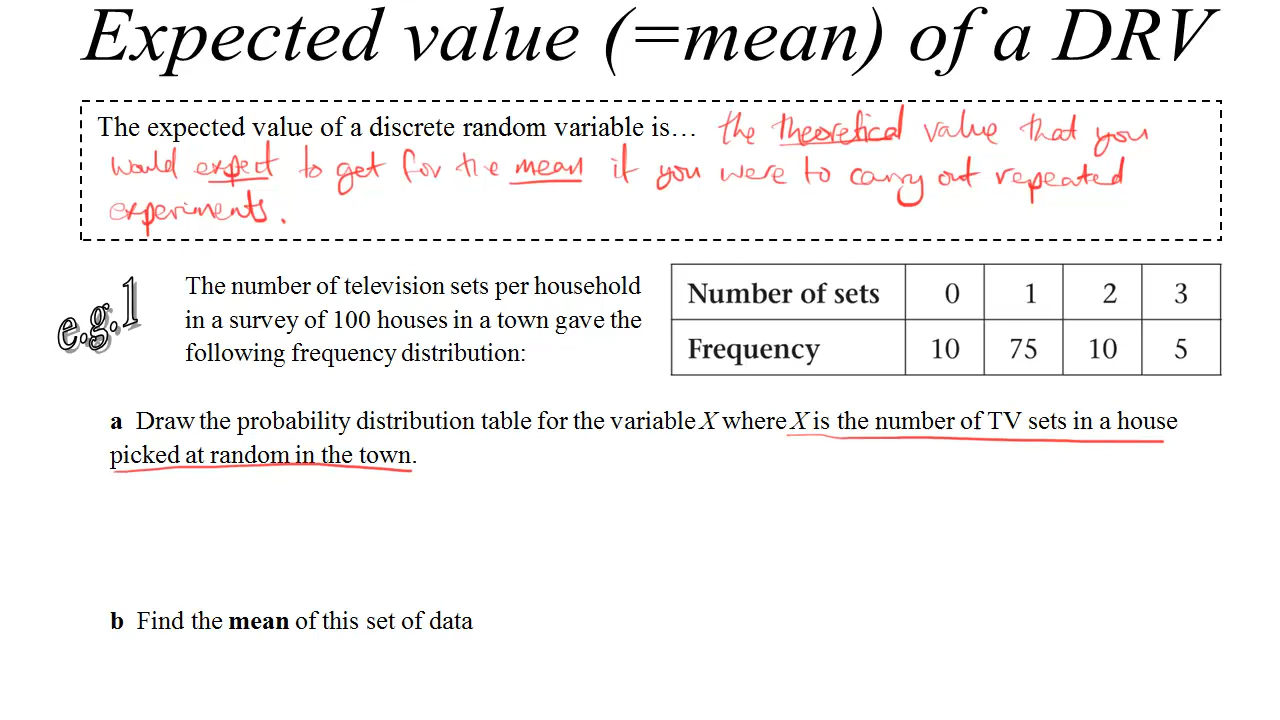 Expected value (=mean) of a DRV
The expected value of a discrete random variable is... the theoretical value that you
would expect to get for the mean if you were to carry out repeated
experiments.
e.g.1
The number of television sets per household
in a survey of 100 houses in a town gave the
following frequency distribution:
Number of sets 0 1 2 3
Frequency 10 75 10 5
a Draw the probability distribution table for the variable X where X is the number of TV sets in a house
picked at random in the town.
b Find the mean of this set of data